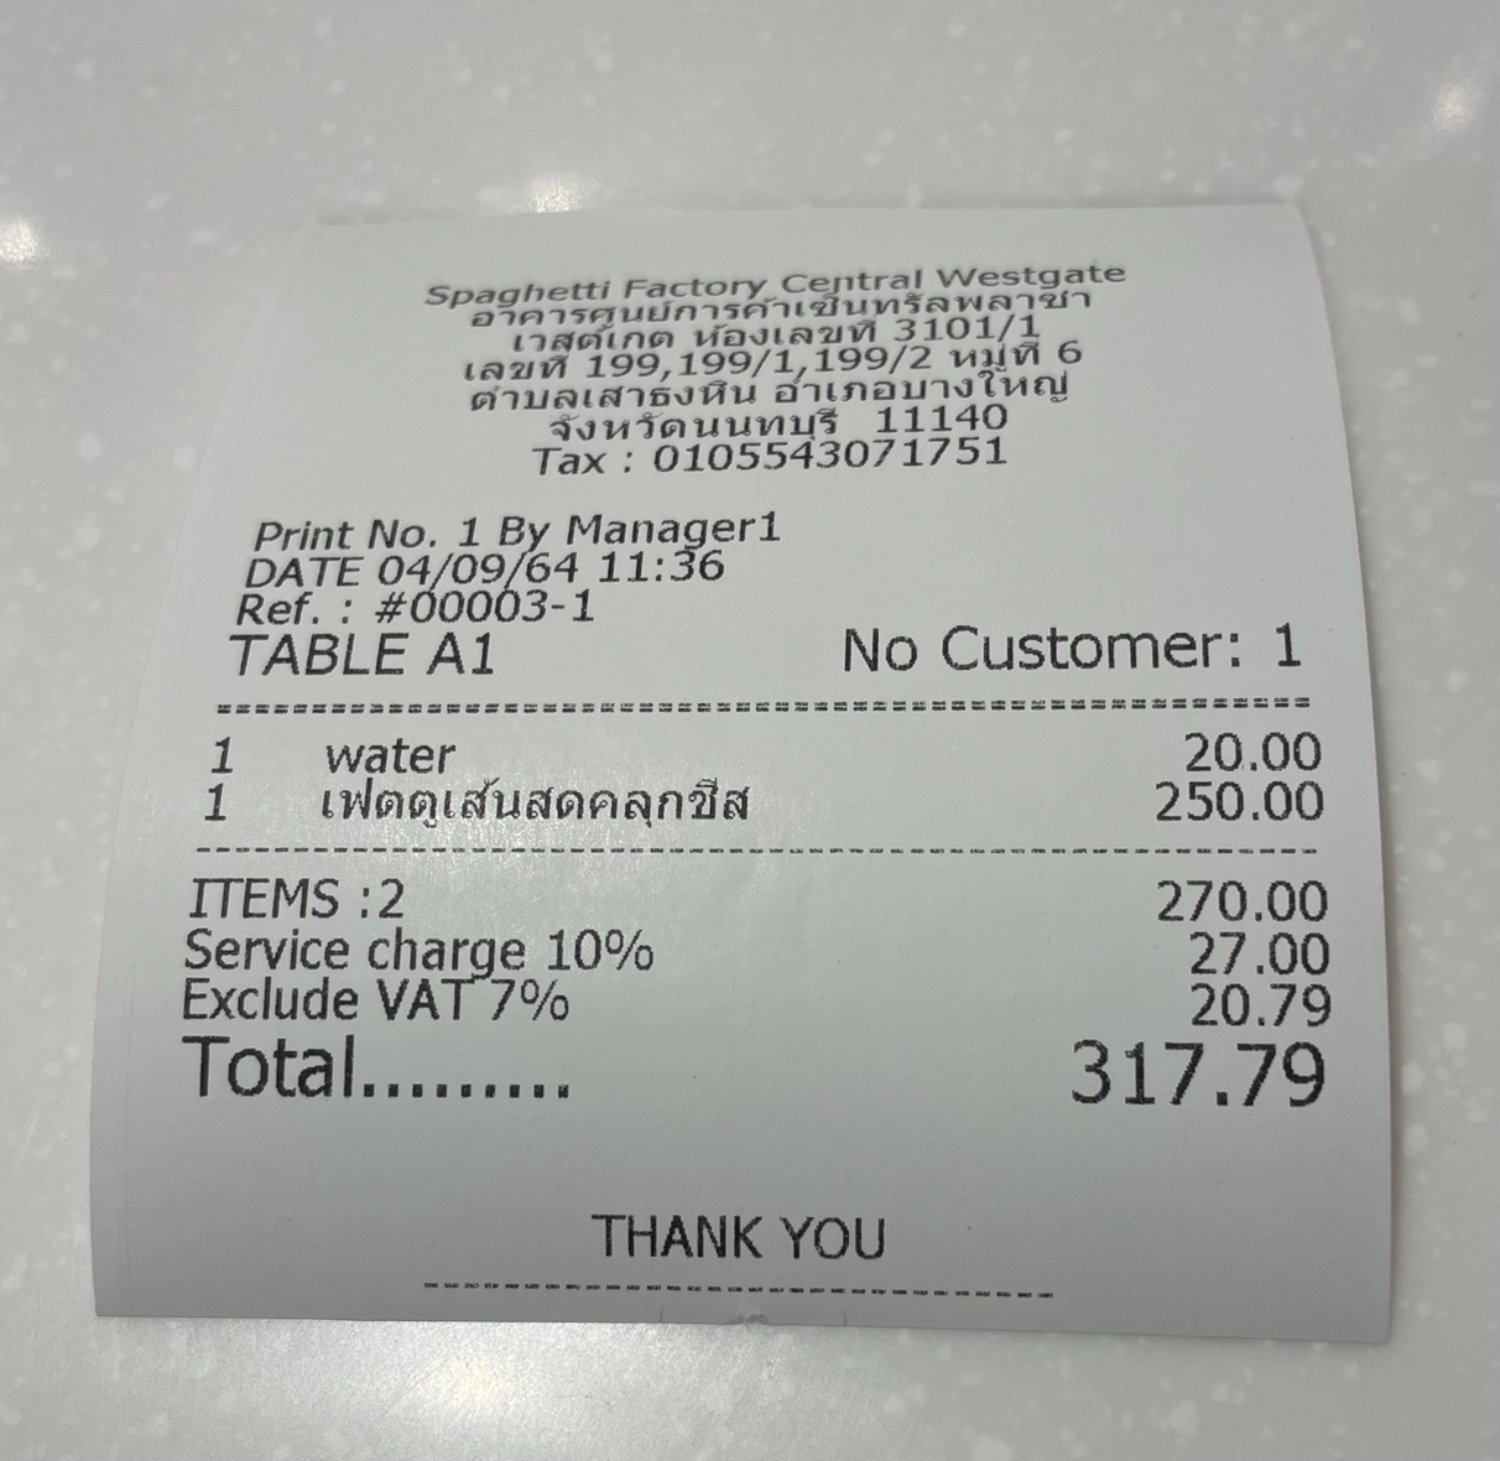 Spaghetti Factory Central Westgate
อาคารศูนย์การค้าเซ็นทรัลพลาซา
เวสต์เกต ห้องเลขที่ 3101/1
เลขที่ 199,199/1,199/2 หมู่ที่ 6
ตำบลเสาธงหิน อำเภอบางใหญ่
จังหวัดนนทบุรี 11140
Tax : 0105543071751
Print No. 1 By Manager1
DATE 04/09/64 11:36
Ref. : #00003-1
TABLE A1 No Customer: 1
1 water 20.00
1 เฟตตูเส้นสดคลุกชีส 250.00
ITEMS :2 270.00
Service charge 10% 27.00
Exclude VAT 7% 20.79
Total......... 317.79
THANK YOU